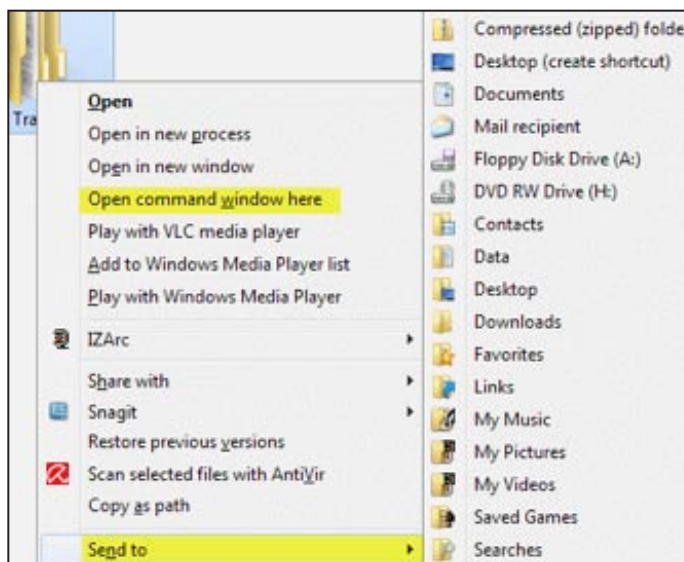 Tra
Open
Open in new process
Open in new window
Open command window here
Play with VLC media player
Add to Windows Media Player list
Play with Windows Media Player
IZArc
Share with
Snagit
Restore previous versions
Scan selected files with AntiVir
Copy as path
Send to
Compressed (zipped) folde
Desktop (create shortcut)
Documents
Mail recipient
Floppy Disk Drive (A:)
DVD RW Drive (H:)
Contacts
Data
Desktop
Downloads
Favorites
Links
My Music
My Pictures
My Videos
Saved Games
Searches